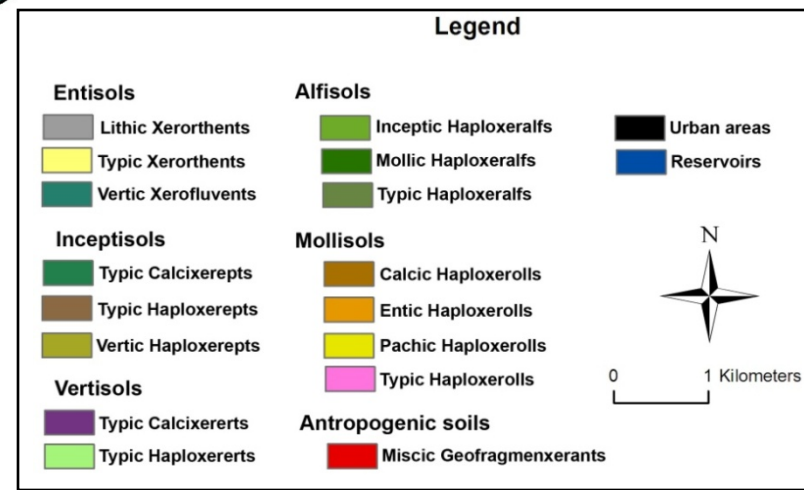 Legend
Entisols
Lithic Xerorthents
Typic Xerorthents
Vertic Xerofluvents
Inceptisols
Typic Calcixerepts
Typic Haploxerepts
Vertic Haploxerepts
Vertisols
Typic Calcixererts
Typic Haploxererts
Alfisols
Inceptic Haploxeralfs
Mollic Haploxeralfs
Typic Haploxeralfs
Mollisols
Calcic Haploxerolls
Entic Haploxerolls
Pachic Haploxerolls
Typic Haploxerolls
Antropogenic soils
Miscic Geofragmenxerants
Urban areas
Reservoirs
N
0 1 Kilometers